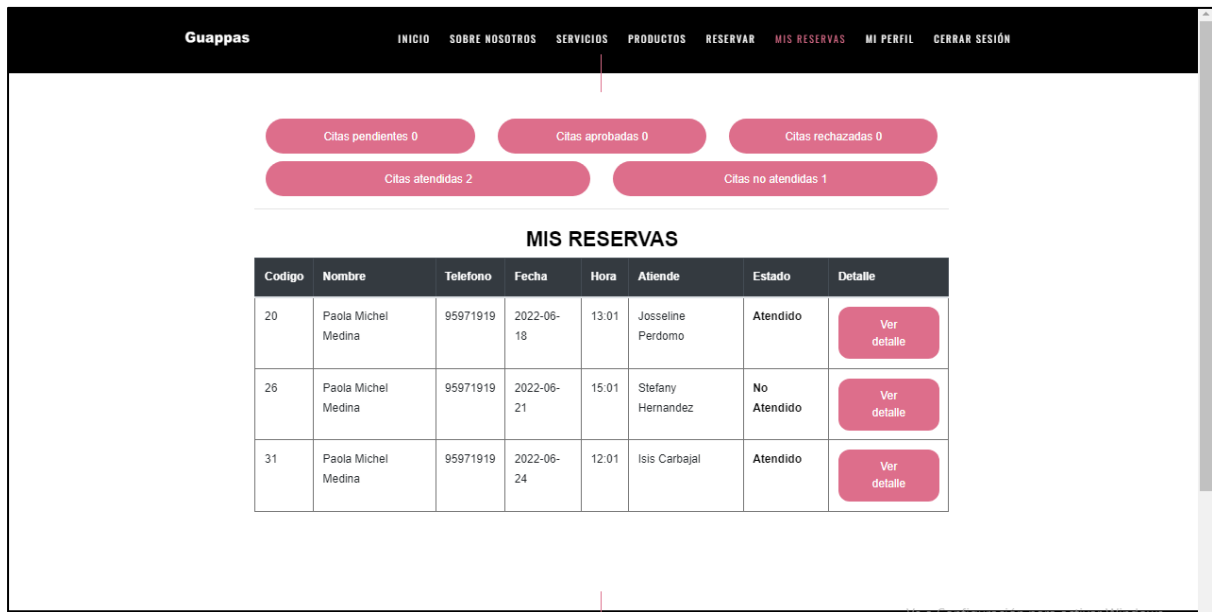 Guappas
INICIO SOBRE NOSOTROS SERVICIOS PRODUCTOS RESERVAR MIS RESERVAS MI PERFIL CERRAR SESIÓN
Citas pendientes 0 Citas aprobadas 0 Citas rechazadas 0
Citas atendidas 2 Citas no atendidas 1
MIS RESERVAS
Codigo Nombre Telefono Fecha Hora Atiende Estado Detalle
20 Paola Michel 95971919 2022-06- 13:01 Josseline Atendido Ver
Medina 18 Perdomo detalle
26 Paola Michel 95971919 2022-06- 15:01 Stefany No Ver
Medina 21 Hernandez Atendido detalle
31 Paola Michel 95971919 2022-06- 12:01 Isis Carbajal Atendido Ver
Medina 24 detalle